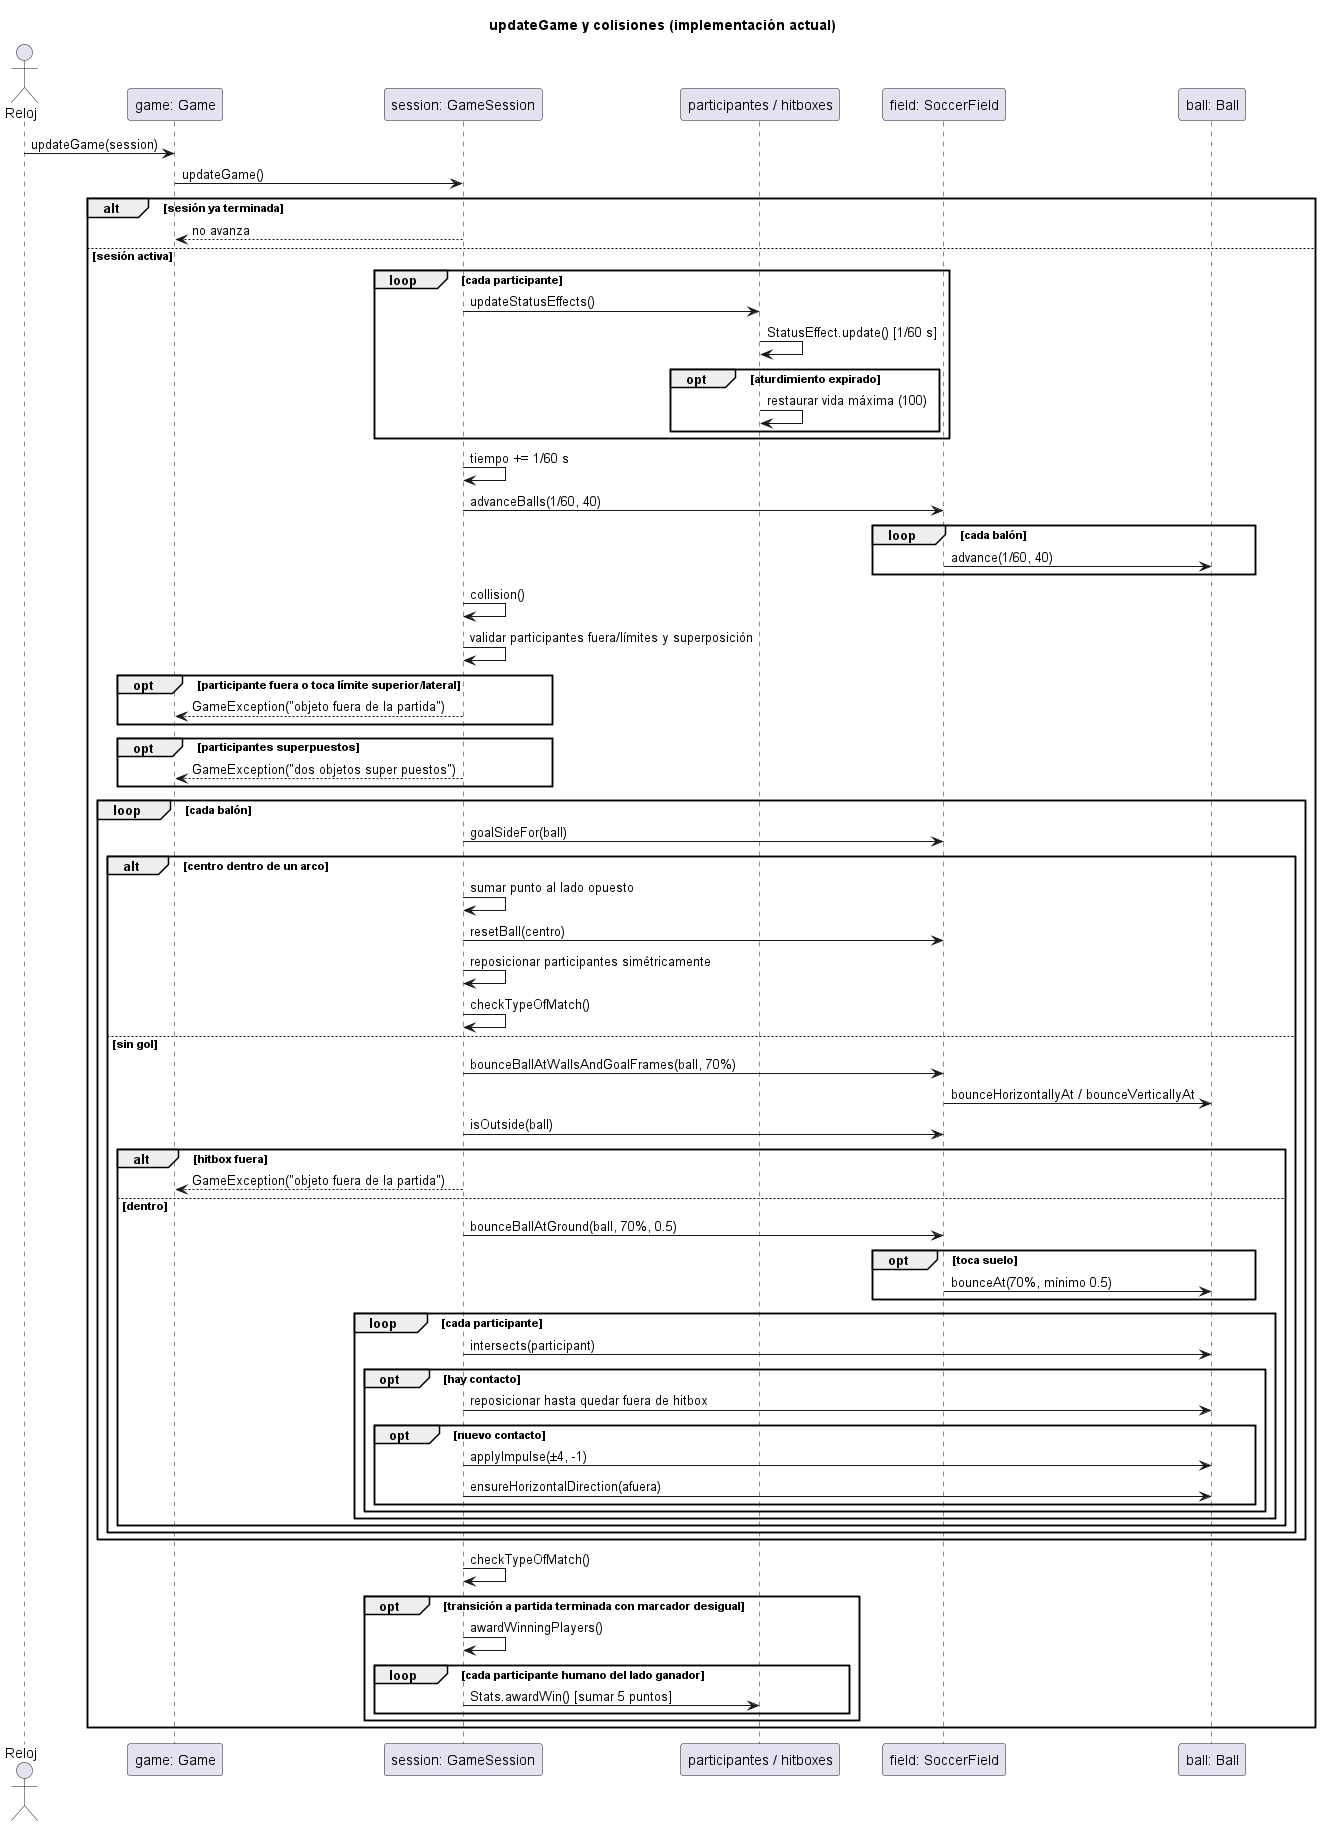 updateGame y colisiones (implementación actual)
Reloj
game: Game
session: GameSession
participantes / hitboxes
field: SoccerField
ball: Ball
updateGame(session)
updateGame()
alt [sesión ya terminada]
no avanza
[sesión activa]
loop [cada participante]
updateStatusEffects()
StatusEffect.update() [1/60 s]
opt [aturdimiento expirado]
restaurar vida máxima (100)
tiempo += 1/60 s
advanceBalls(1/60, 40)
loop [cada balón]
advance(1/60, 40)
collision()
validar participantes fuera/límites y superposición
opt [participante fuera o toca límite superior/lateral]
GameException("objeto fuera de la partida")
opt [participantes superpuestos]
GameException("dos objetos super puestos")
loop [cada balón]
goalSideFor(ball)
alt [centro dentro de un arco]
sumar punto al lado opuesto
resetBall(centro)
reposicionar participantes simétricamente
checkTypeOfMatch()
[sin gol]
bounceBallAtWallsAndGoalFrames(ball, 70%)
bounceHorizontallyAt / bounceVerticallyAt
isOutside(ball)
alt [hitbox fuera]
GameException("objeto fuera de la partida")
[dentro]
bounceBallAtGround(ball, 70%, 0.5)
opt [toca suelo]
bounceAt(70%, mínimo 0.5)
loop [cada participante]
intersects(participant)
opt [hay contacto]
reposicionar hasta quedar fuera de hitbox
opt [nuevo contacto]
applyImpulse(±4, -1)
ensureHorizontalDirection(afuera)
checkTypeOfMatch()
opt [transición a partida terminada con marcador desigual]
awardWinningPlayers()
loop [cada participante humano del lado ganador]
Stats.awardWin() [sumar 5 puntos]
Reloj
game: Game
session: GameSession
participantes / hitboxes
field: SoccerField
ball: Ball